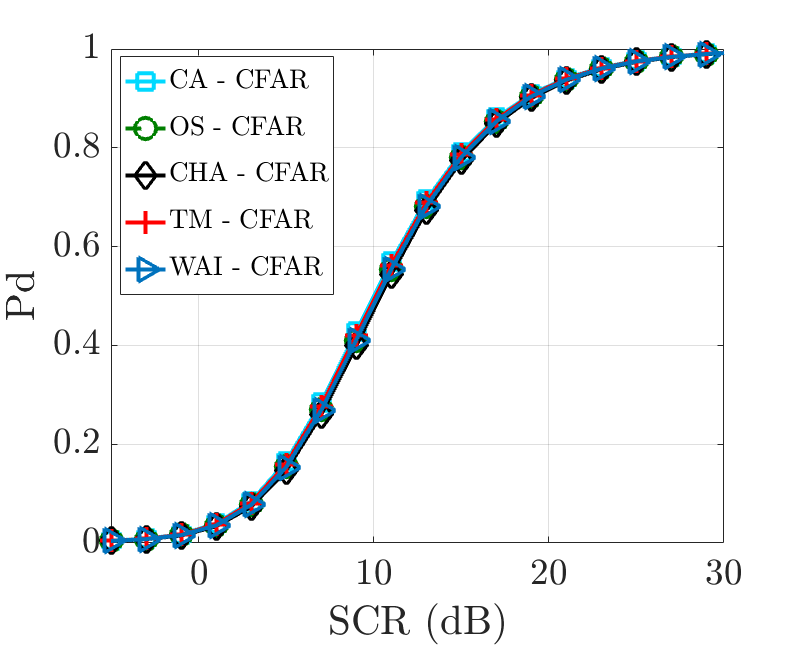 1
0.8
0.6
0.4
0.2
0
Pd
CA - CFAR
OS - CFAR
CHA - CFAR
TM - CFAR
WAI - CFAR
0 10 20 30
SCR (dB)